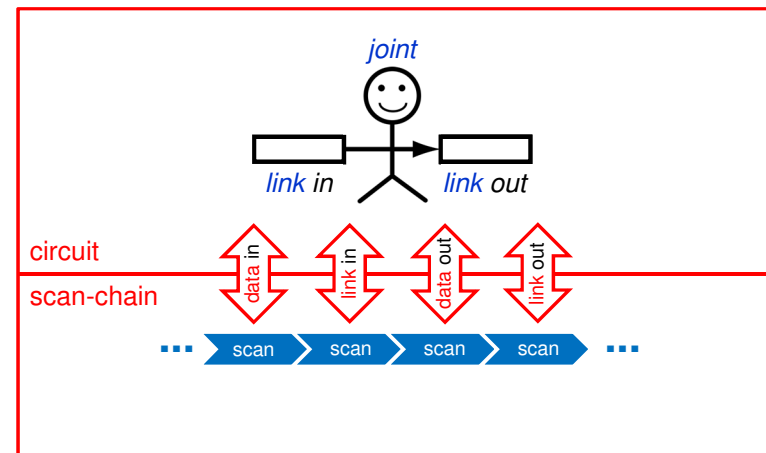 joint
link in link out
circuit
data in link in data out link out
scan-chain
... scan scan scan scan ...